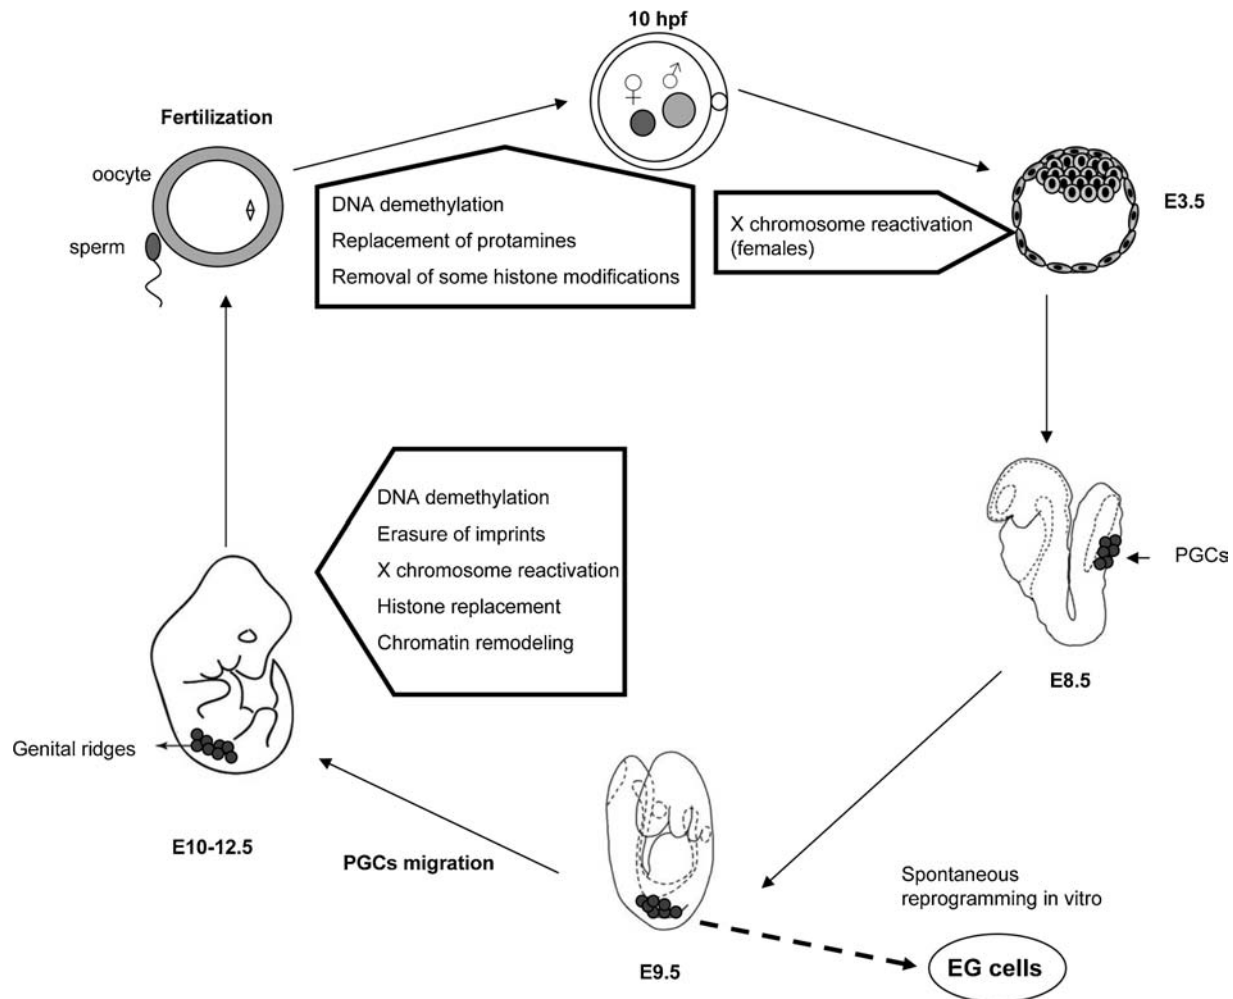 10 hpf
Fertilization
oocyte
sperm
♀ ♂
DNA demethylation
Replacement of protamines
Removal of some histone modifications
X chromosome reactivation
(females)
E3.5
DNA demethylation
Erasure of imprints
X chromosome reactivation
Histone replacement
Chromatin remodeling
PGCs
E8.5
Genital ridges
E10-12.5
PGCs migration
E9.5
Spontaneous
reprogramming in vitro
EG cells